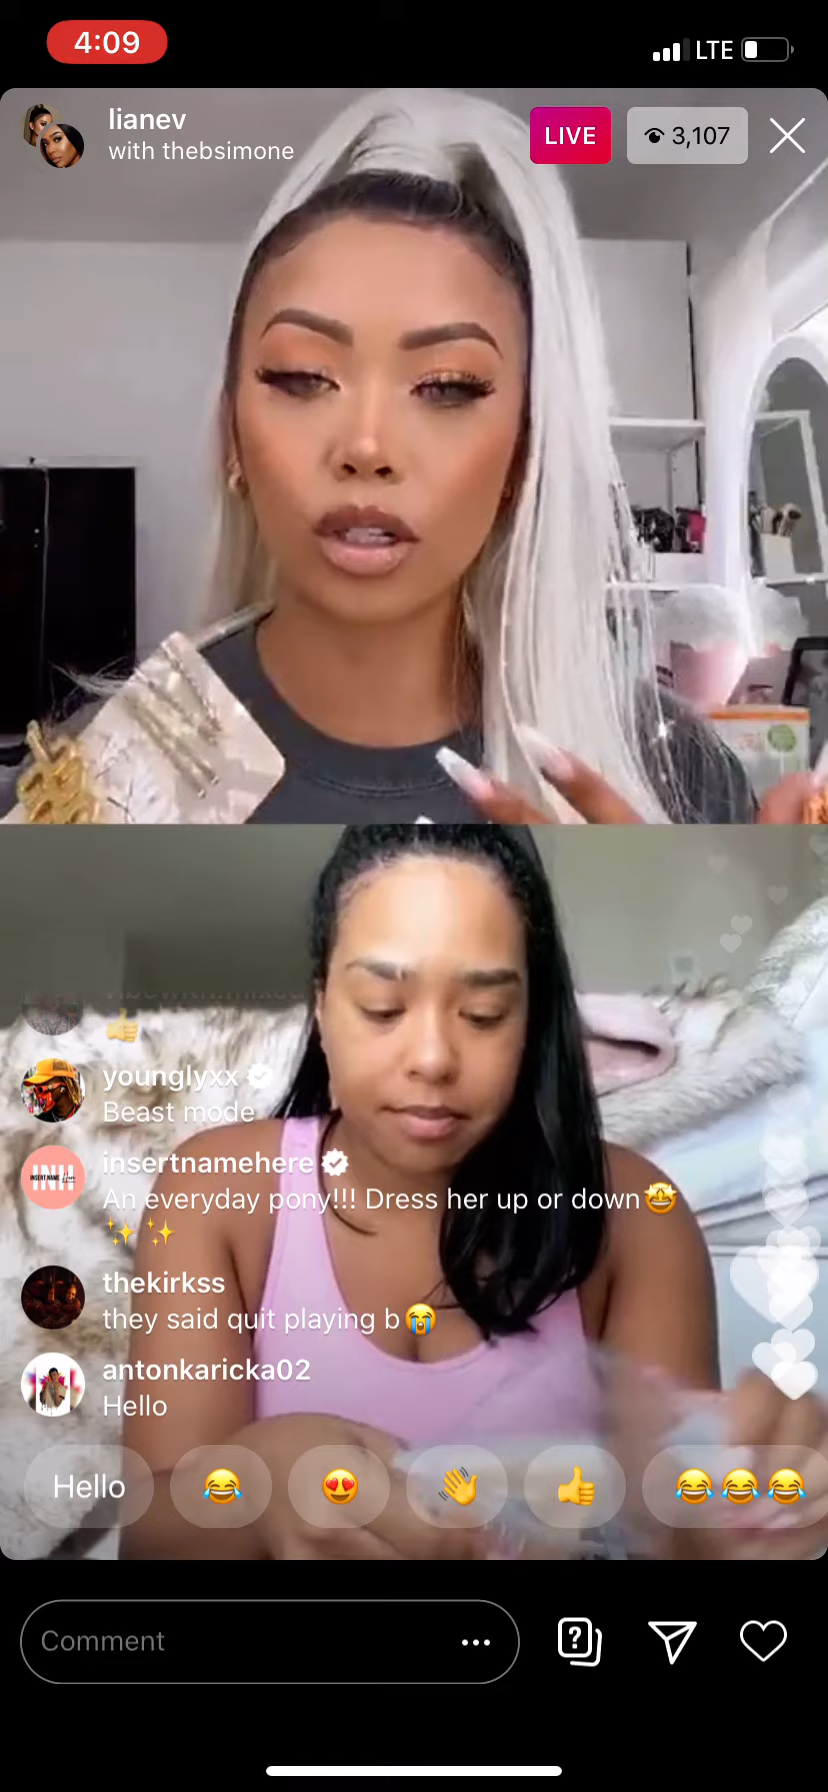 4:09
LTE
lianev
with thebsimone
LIVE
3,107
👍
younglyxx
Beast mode
INH
insertnamehere
An everyday pony!!! Dress her up or down🤩
✨ ✨
thekirkss
they said quit playing b😭
antonkaricka02
Hello
Hello 😂 😍 👋 👍 😂😂😂
Comment